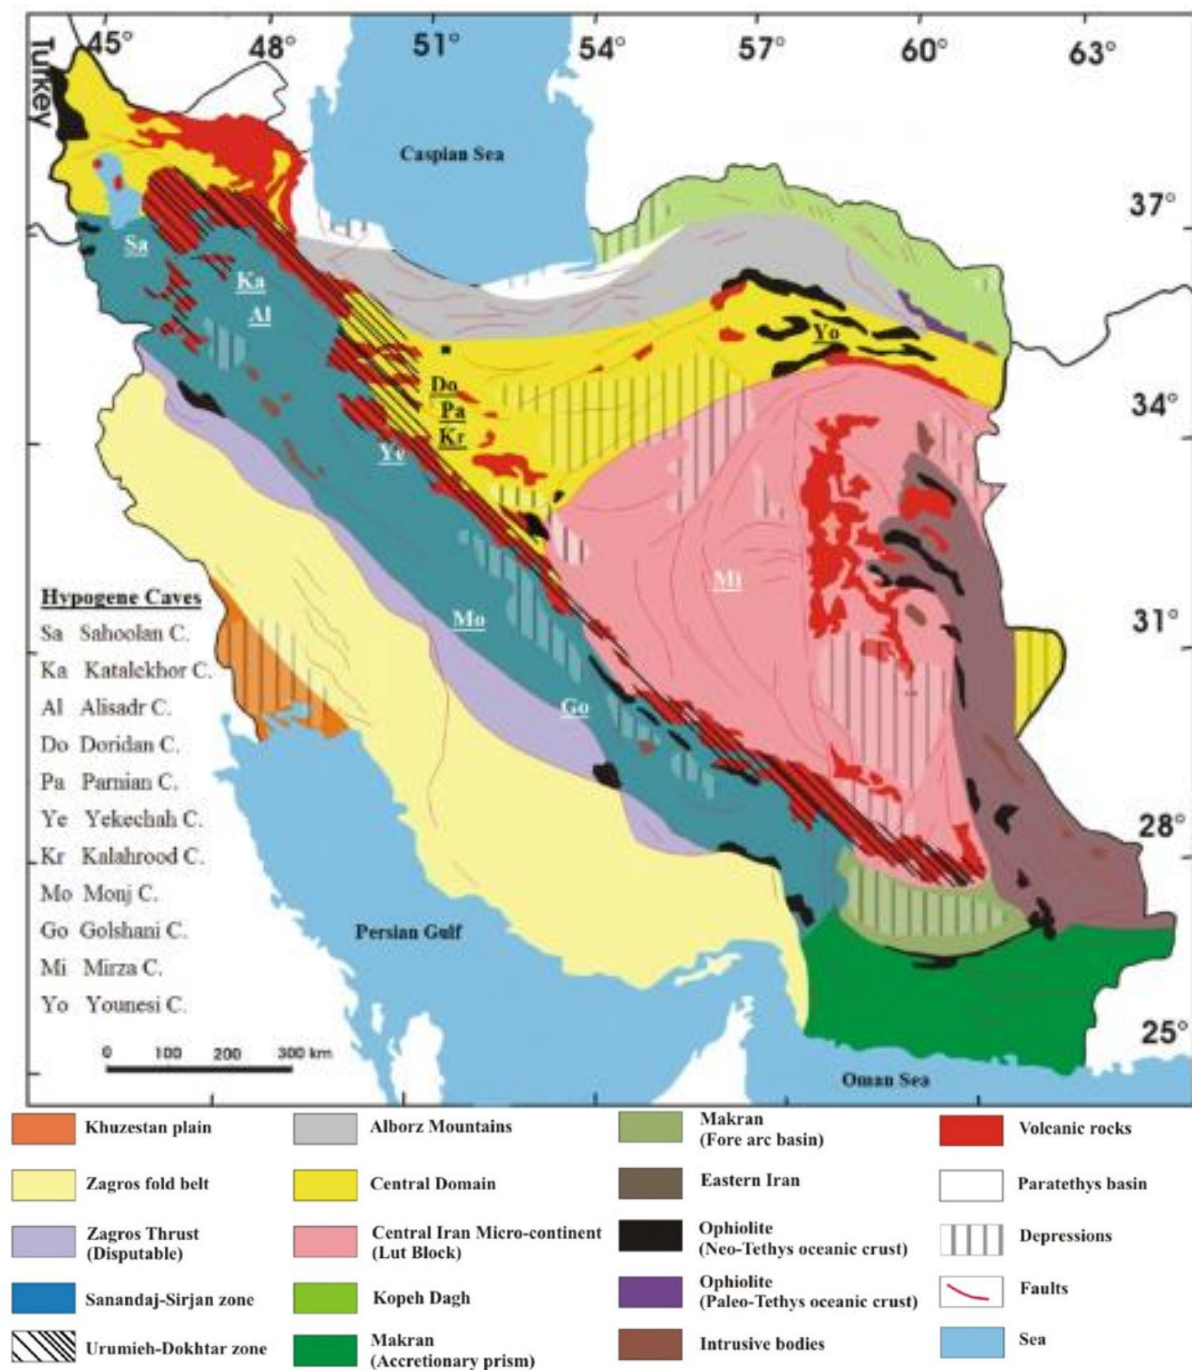 45° 48° 51° 54° 57° 60° 63°
Turkey
Caspian Sea
37°
Sa
Ka
Al
Yo
Do
Pa
Kr
34°
Ye
Mi
31°
Mo
Go
Hypogene Caves
Sa Sahoolan C.
Ka Katalekhor C.
Al Alisadr C.
Do Doridan C.
Pa Parnian C.
Ye Yekechah C.
Kr Kalahrood C.
Mo Monj C.
Go Golshani C.
Mi Mirza C.
Yo Younesi C.
28°
Persian Gulf
25°
0 100 200 300 km
Oman Sea
Khuzestan plain
Zagros fold belt
Zagros Thrust
(Disputable)
Sanandaj-Sirjan zone
Urumieh-Dokhtar zone
Alborz Mountains
Central Domain
Central Iran Micro-continent
(Lut Block)
Kopeh Dagh
Makran
(Accretionary prism)
Makran
(Fore arc basin)
Eastern Iran
Ophiolite
(Neo-Tethys oceanic crust)
Ophiolite
(Paleo-Tethys oceanic crust)
Intrusive bodies
Volcanic rocks
Paratethys basin
Depressions
Faults
Sea